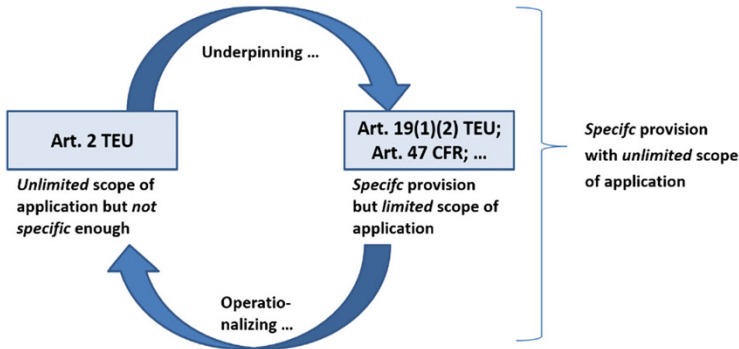 Underpinning ...
Art. 2 TEU
Unlimited scope of
application but not
specific enough
Art. 19(1)(2) TEU;
Art. 47 CFR; ...
Specifc provision
but limited scope of
application
Operatio-
nalizing ...
Specifc provision
with unlimited scope
of application